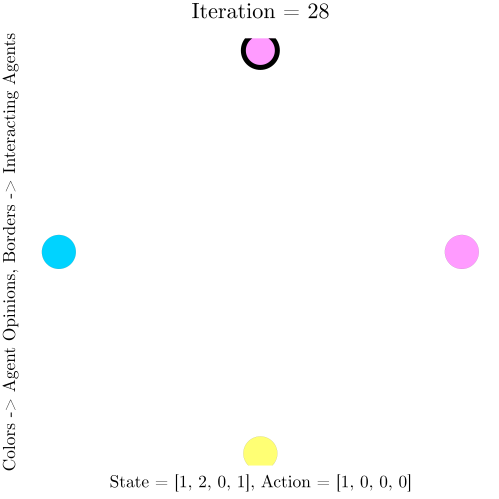 Iteration = 28
Colors -> Agent Opinions, Borders -> Interacting Agents
State = [1, 2, 0, 1], Action = [1, 0, 0, 0]